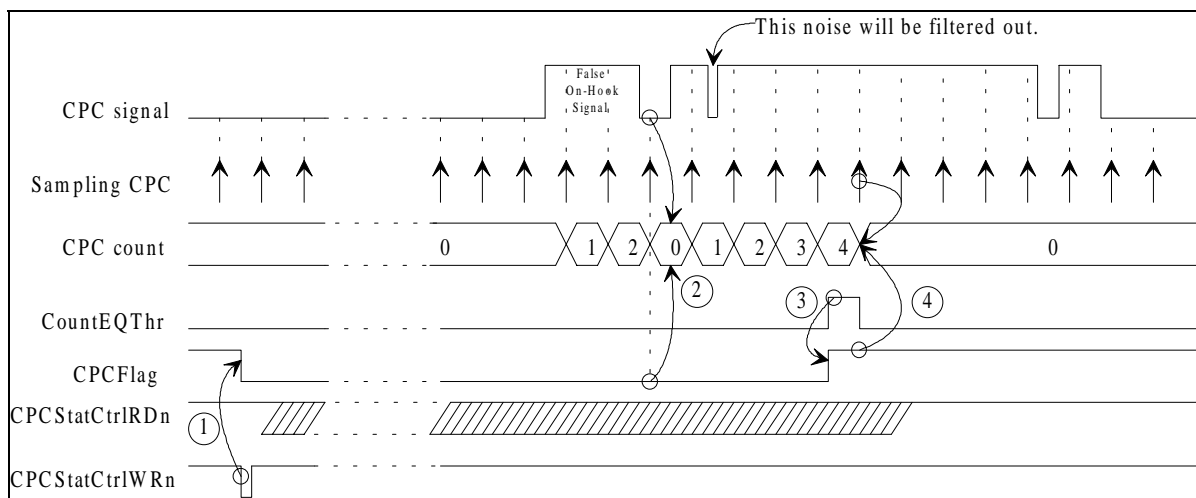 This noise will be filtered out.
False
On-Hook
Signal
CPC signal
Sampling CPC
CPC count
0 1 2 0 1 2 3 4 0
2
3
4
CountEQThr
CPCFlag
CPCStatCtrlRDn
1
CPCStatCtrlWRn